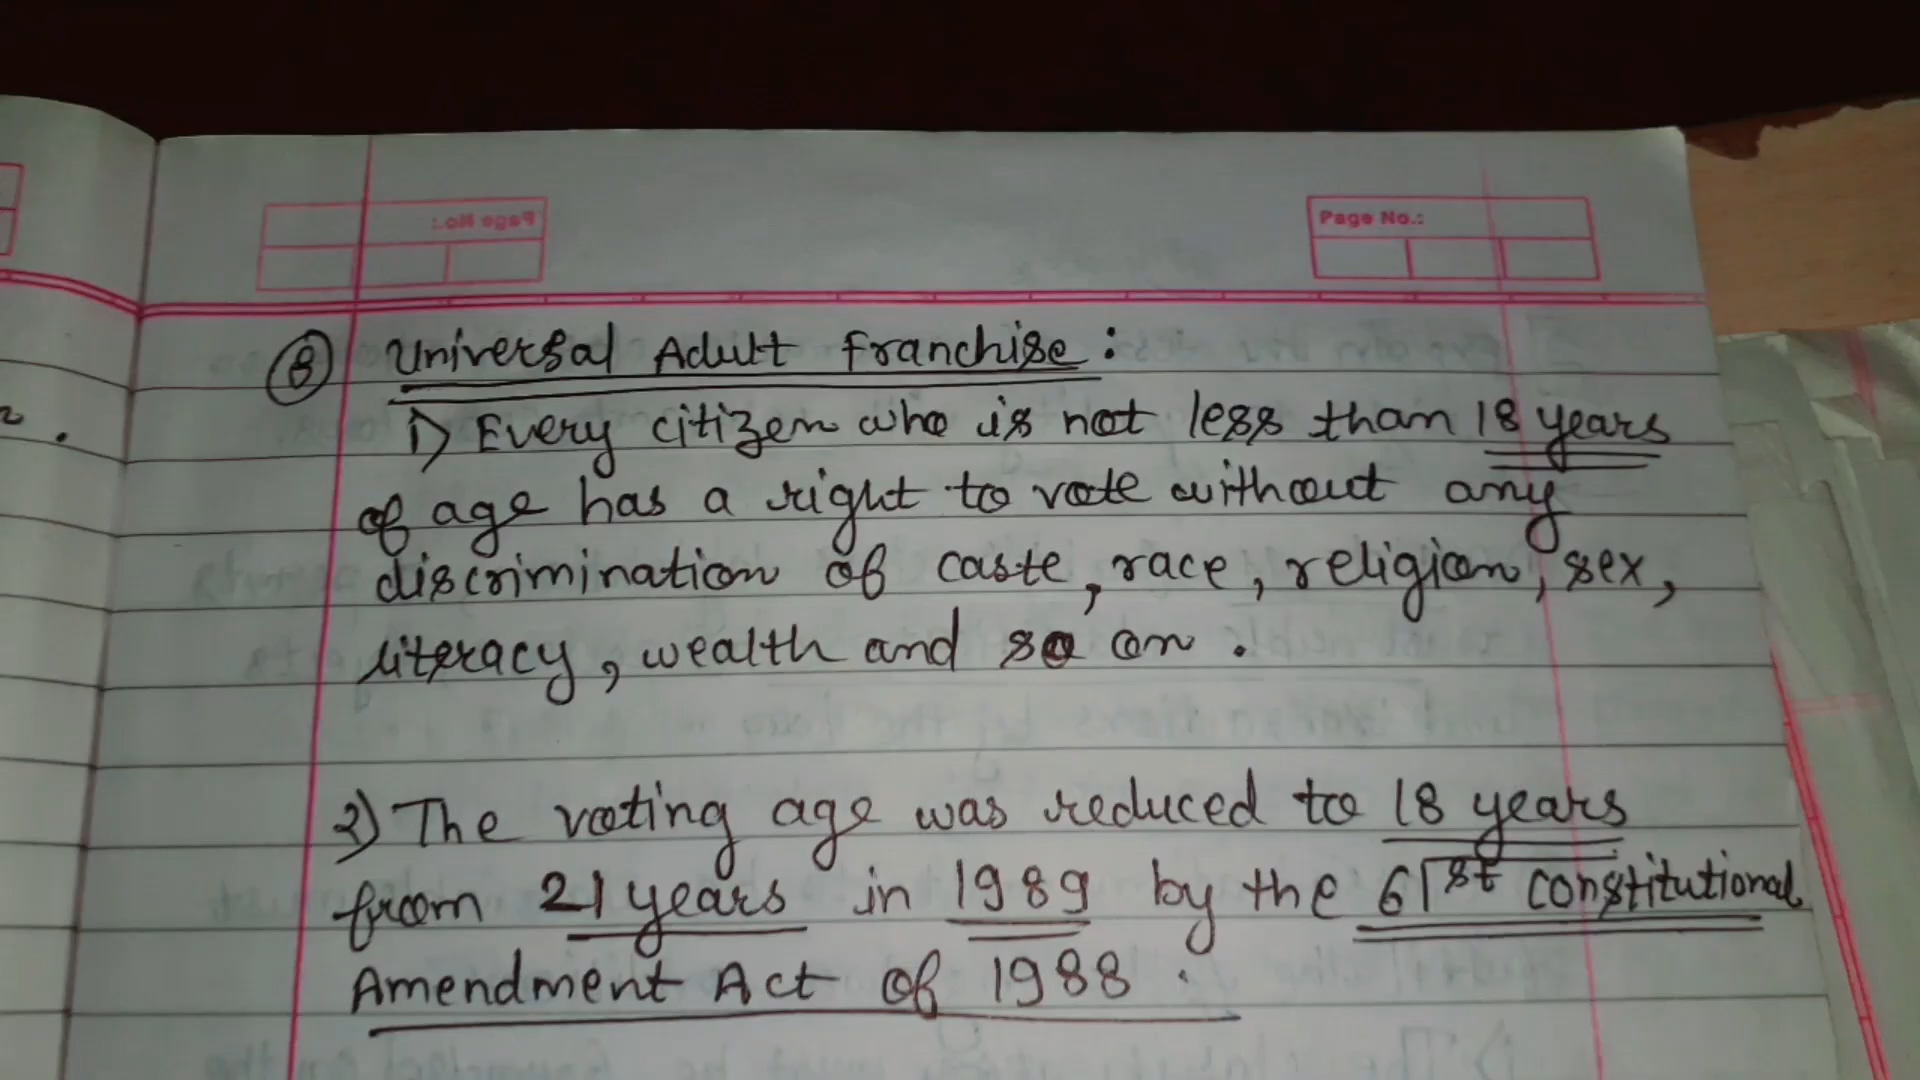 Page No.:
Page No.:
8 Universal Adult Franchise :
1) Every citizen who is not less than 18 years
of age has a right to vote without any
discrimination of caste, race, religion, sex,
literacy, wealth and so on .
2) The voting age was reduced to 18 years
from 21 years in 1989 by the 61st constitutional
Amendment Act of 1988 .